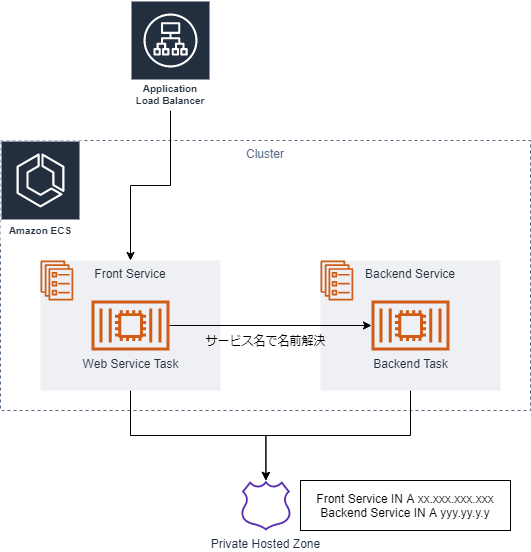 Application
Load Balancer
Cluster
Amazon ECS
Front Service
Backend Service
サービス名で名前解決
Web Service Task
Backend Task
Front Service IN A xx.xxx.xxx.xxx
Backend Service IN A yyy.yy.y.y
Private Hosted Zone